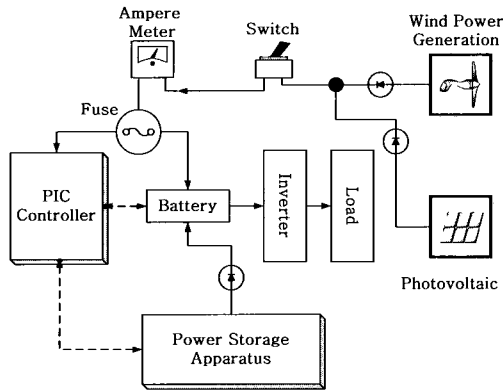 Ampere
Meter
Switch
Wind Power
Generation
Fuse
PIC
Controller
Battery
Inverter
Load
Photovoltaic
Power Storage
Apparatus